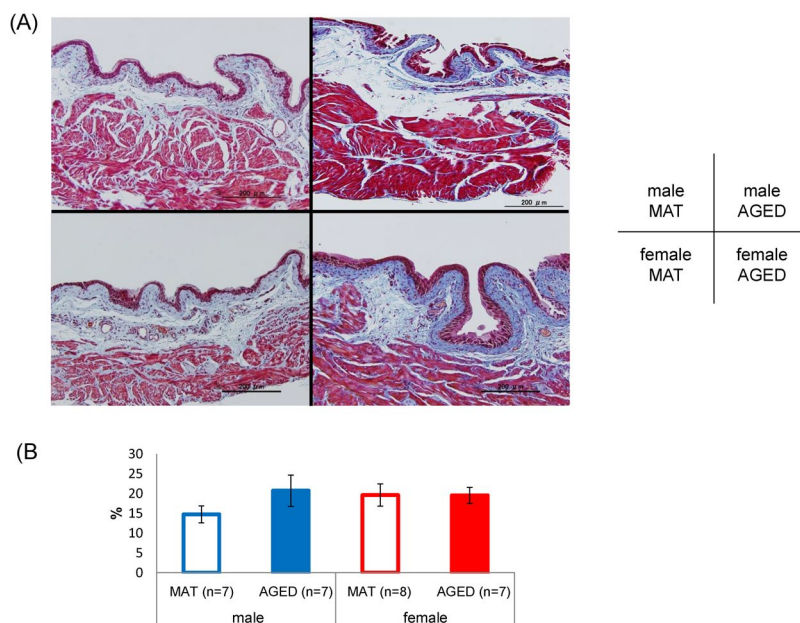 (A)
200 μm
200 μm
200 μm
200 μm
male
MAT
male
AGED
female
MAT
female
AGED
(B)
%
30
25
20
15
10
5
0
MAT (n=7)
AGED (n=7)
MAT (n=8)
AGED (n=7)
male
female